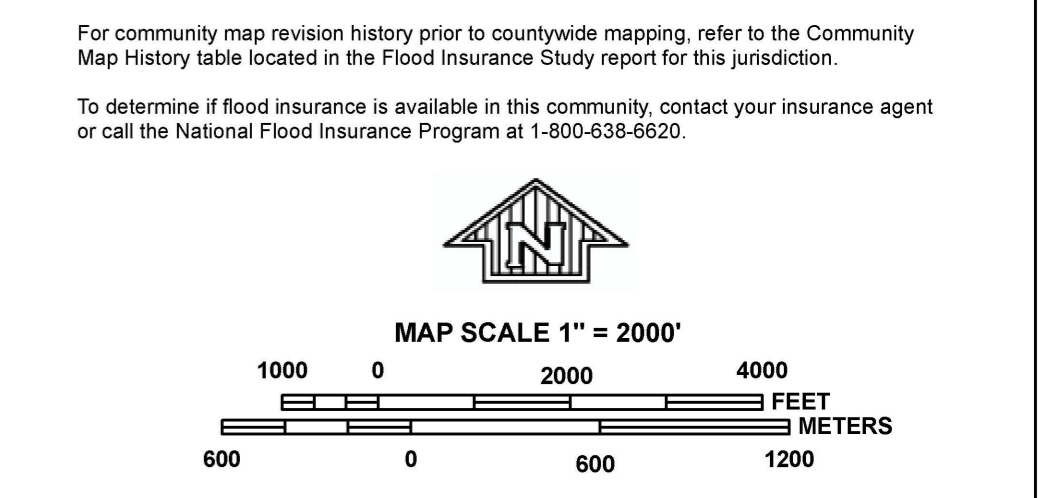 For community map revision history prior to countywide mapping, refer to the Community
Map History table located in the Flood Insurance Study report for this jurisdiction.
To determine if flood insurance is available in this community, contact your insurance agent
or call the National Flood Insurance Program at 1-800-638-6620.
N
MAP SCALE 1" = 2000'
1000 0 2000 4000
FEET
METERS
600 0 600 1200